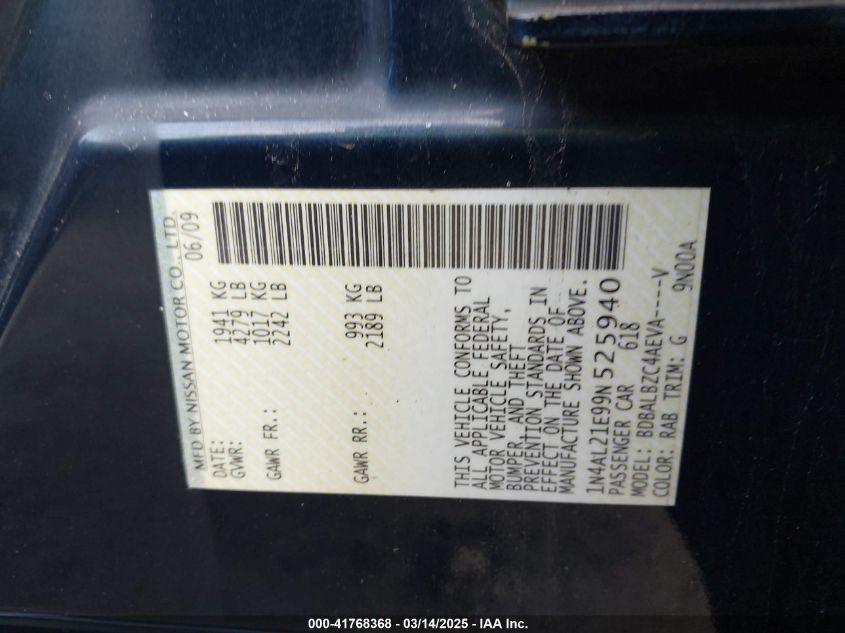 MFD BY NISSAN MOTOR CO., LTD.
DATE: 06/09
GVWR: 1941 KG
4279 LB
GAWR FR.: 1017 KG
2242 LB
GAWR RR.: 993 KG
2189 LB
THIS VEHICLE CONFORMS TO
ALL APPLICABLE FEDERAL
MOTOR VEHICLE SAFETY,
BUMPER, AND THEFT
PREVENTION STANDARDS IN
EFFECT ON THE DATE OF
MANUFACTURE SHOWN ABOVE.
1N4AL21E99N525940
PASSENGER CAR 618
MODEL: BDBALBZC4AEVA----V
COLOR: RAB TRIM: G 9N00A
000-41768368 - 03/14/2025 - IAA Inc.